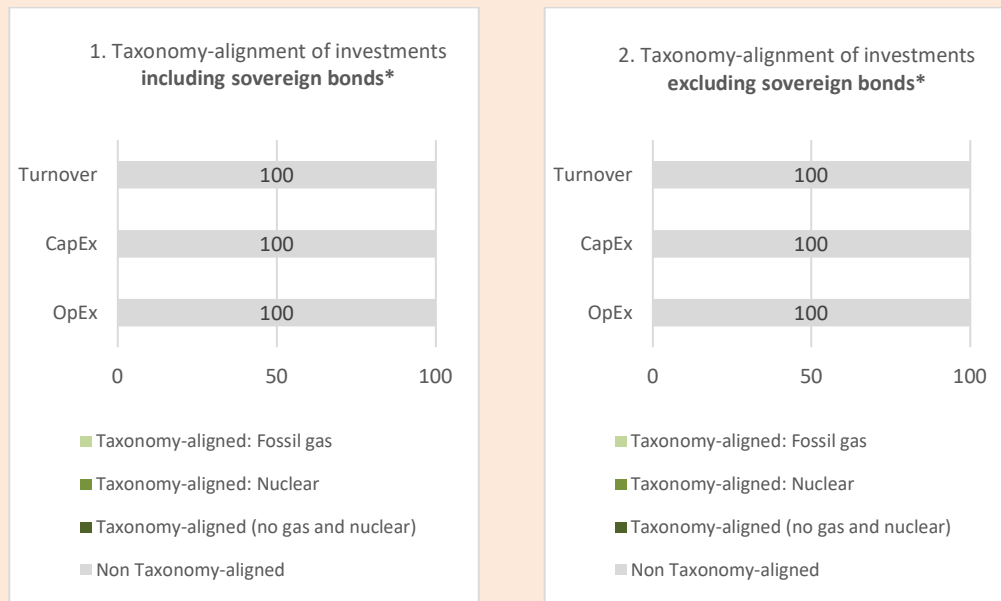 1. Taxonomy-alignment of investments
including sovereign bonds*
Turnover
100
CapEx
100
OpEx
100
0 50 100
Taxonomy-aligned: Fossil gas
Taxonomy-aligned: Nuclear
Taxonomy-aligned (no gas and nuclear)
Non Taxonomy-aligned
2. Taxonomy-alignment of investments
excluding sovereign bonds*
Turnover
100
CapEx
100
OpEx
100
0 50 100
Taxonomy-aligned: Fossil gas
Taxonomy-aligned: Nuclear
Taxonomy-aligned (no gas and nuclear)
Non Taxonomy-aligned